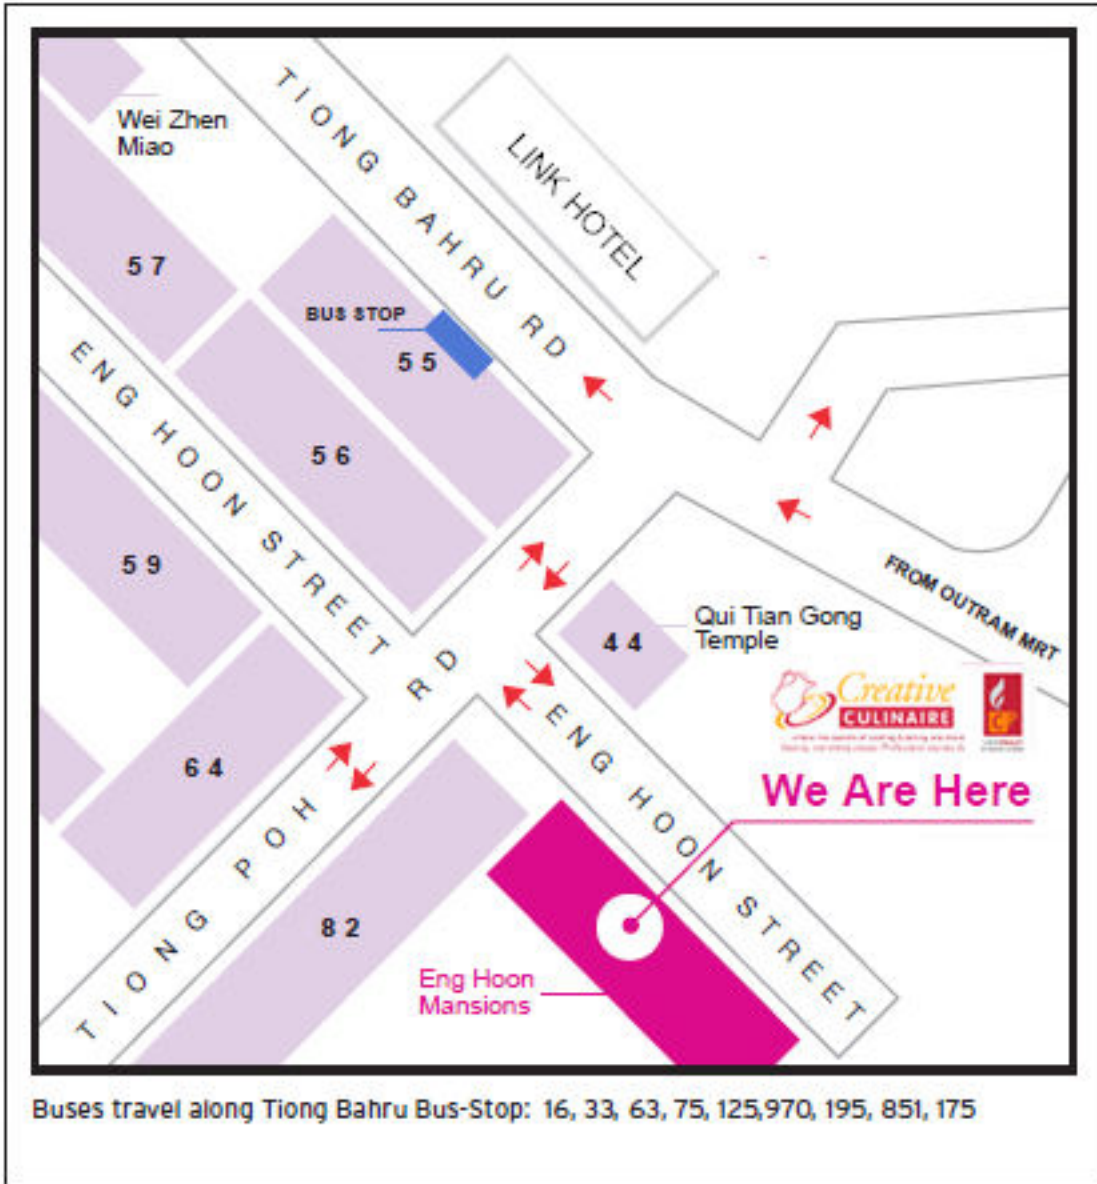 Wei Zhen
Miao
TIONG BAHRU RD
LINK HOTEL
57
BUS STOP
55
ENG HOON STREET
56
59
FROM OUTRAM MRT
Qui Tian Gong
Temple
44
Creative
CULINAIRE
We Are Here
64
TIONG POH RD
ENG HOON STREET
82
Eng Hoon
Mansions
Buses travel along Tiong Bahru Bus-Stop: 16, 33, 63, 75, 125,970, 195, 851, 175